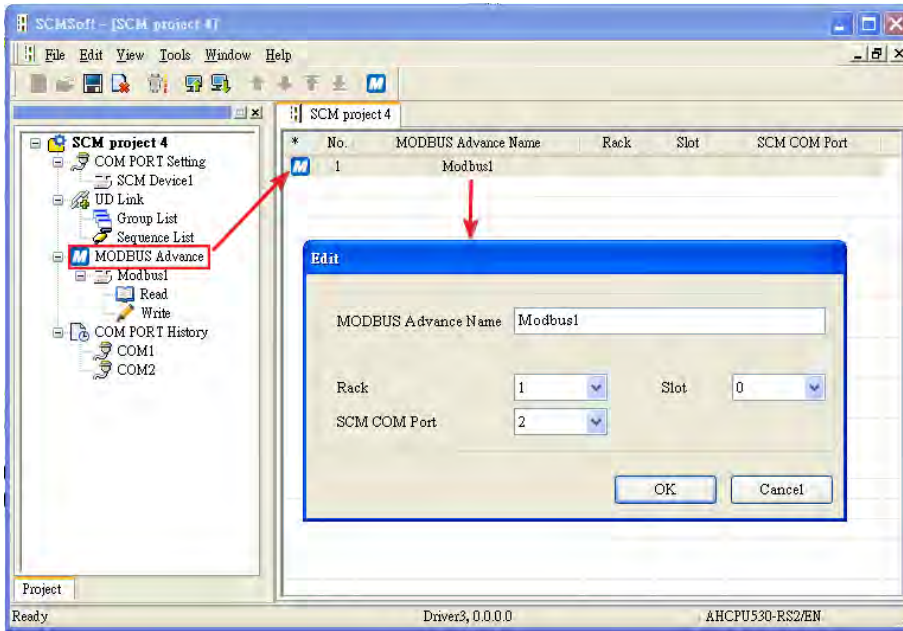 SCMSoft - [SCM project 4]
File Edit View Tools Window Help
M
SCM project 4
SCM project 4
COM PORT Setting
SCM Device1
UD Link
Group List
Sequence List
M MODBUS Advance
Modbus1
Read
Write
COM PORT History
COM1
COM2
Project
* No. MODBUS Advance Name Rack Slot SCM COM Port
M 1 Modbus1
Edit
MODBUS Advance Name Modbus1
Rack 1 Slot 0
SCM COM Port 2
OK Cancel
Ready Driver3, 0.0.0.0 AHCPU530-RS2/EN